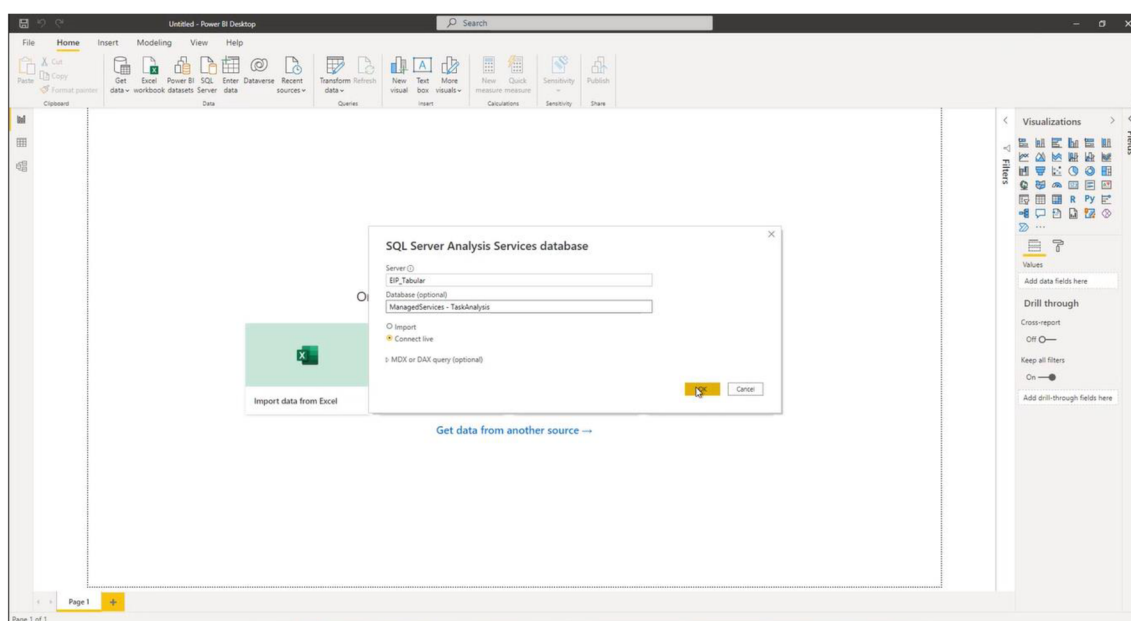 Untitled - Power BI Desktop
Search
File Home Insert Modeling View Help
Paste
Cut
Copy
Format painter
Clipboard
Get data
Excel workbook
Power BI datasets
SQL Server
Enter data
Dataverse
Recent sources
Data
Transform data
Refresh
Queries
New visual
Text box
More visuals
Insert
New measure
Quick measure
Calculations
Sensitivity
Sensitivity
Publish
Share
SQL Server Analysis Services database
Server
EIP_Tabular
Database (optional)
ManagedServices - TaskAnalysis
Import
Connect live
MDX or DAX query (optional)
Cancel
Import data from Excel
Get data from another source →
Filters
Visualizations
Fields
R Py
Values
Add data fields here
Drill through
Cross-report
Off
Keep all filters
On
Add drill-through fields here
Page 1
Page 1 of 1